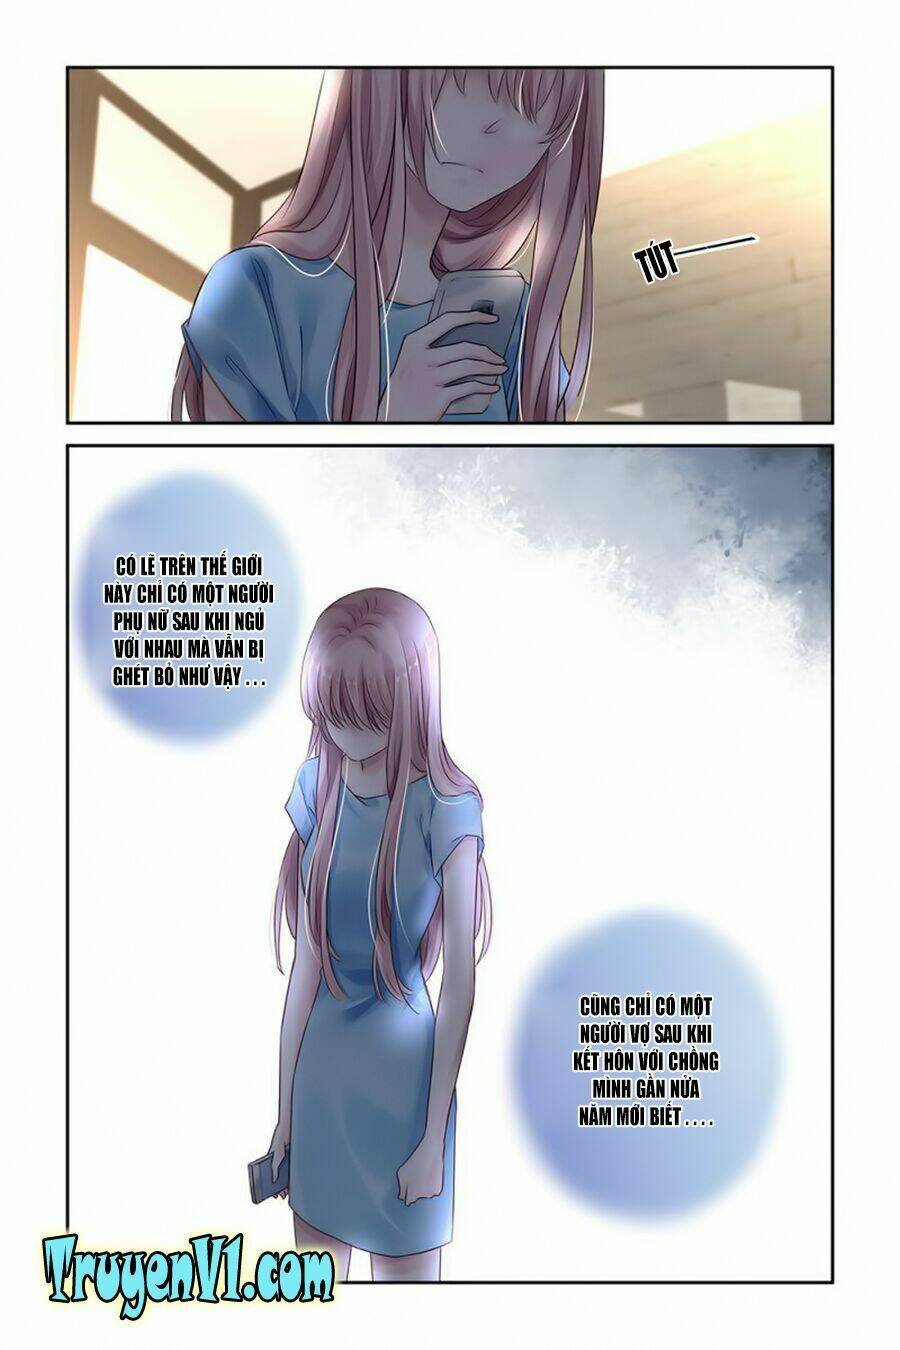 TÚT
CÓ LẼ TRÊN THẾ GIỚI
NÀY CHỈ CÓ MỘT NGƯỜI
PHỤ NỮ SAU KHI NGỦ
VỚI NHAU MÀ VẪN BỊ
GHÉT BỎ NHƯ VẬY . . .
CŨNG CHỈ CÓ MỘT
NGƯỜI VỢ SAU KHI
KẾT HÔN VỚI CHỒNG
MÌNH GẦN NỬA
NĂM MỚI BIẾT . . . .
TruyenV1.com